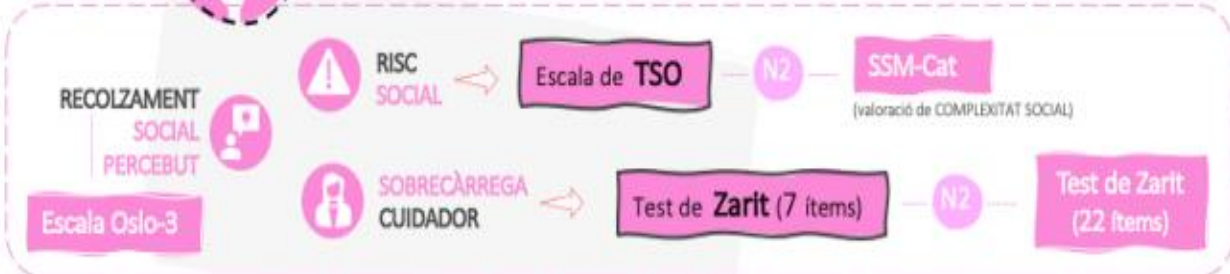 RECOLZAMENT
SOCIAL
PERCEBUT
Escala Oslo-3
RISC
SOCIAL
Escala de TSO
N2
SSM-Cat
(valoració de COMPLEXITAT SOCIAL)
SOBRECÀRREGA
CUIDADOR
Test de Zarit (7 ítems)
N2
Test de Zarit
(22 ítems)